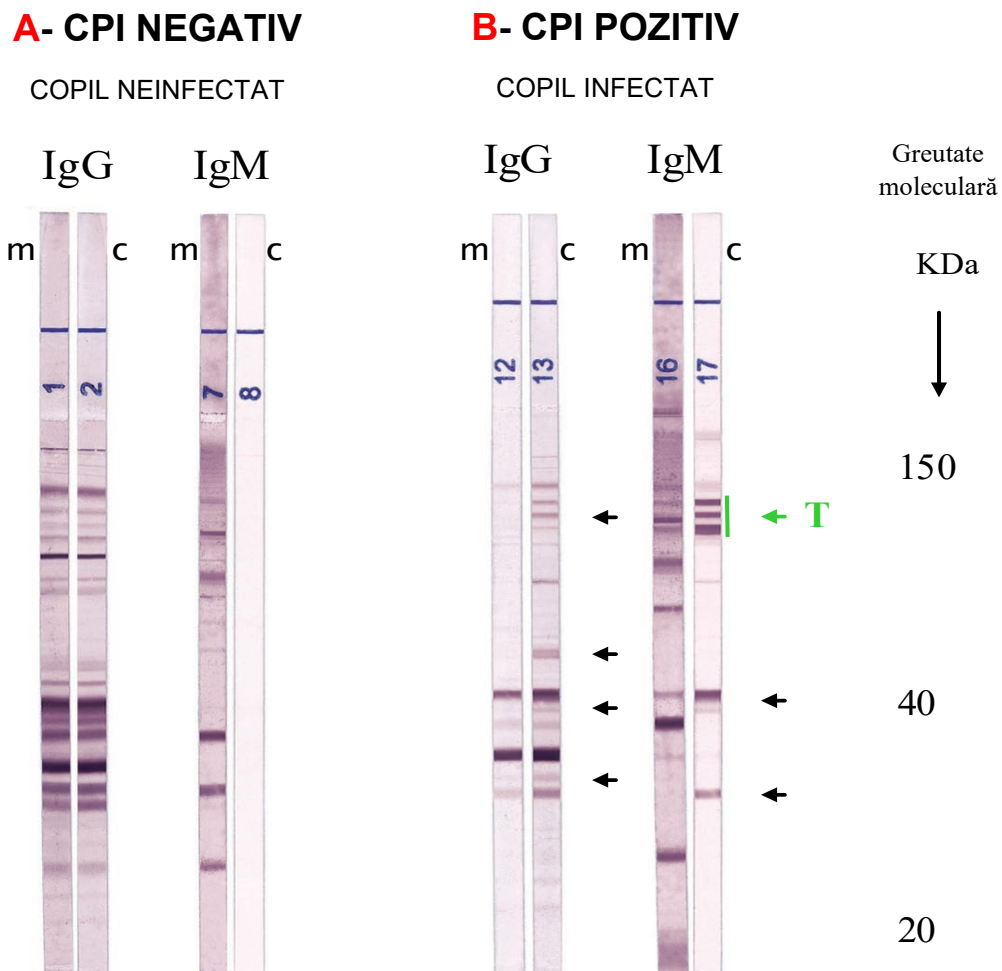 A- CPI NEGATIV
COPIL NEINFECTAT
IgG IgM
m c m c
1 2 7 8
B- CPI POZITIV
COPIL INFECTAT
IgG IgM
m c m c
12 13 16 17
T
Greutate
moleculară
KDa
150
40
20